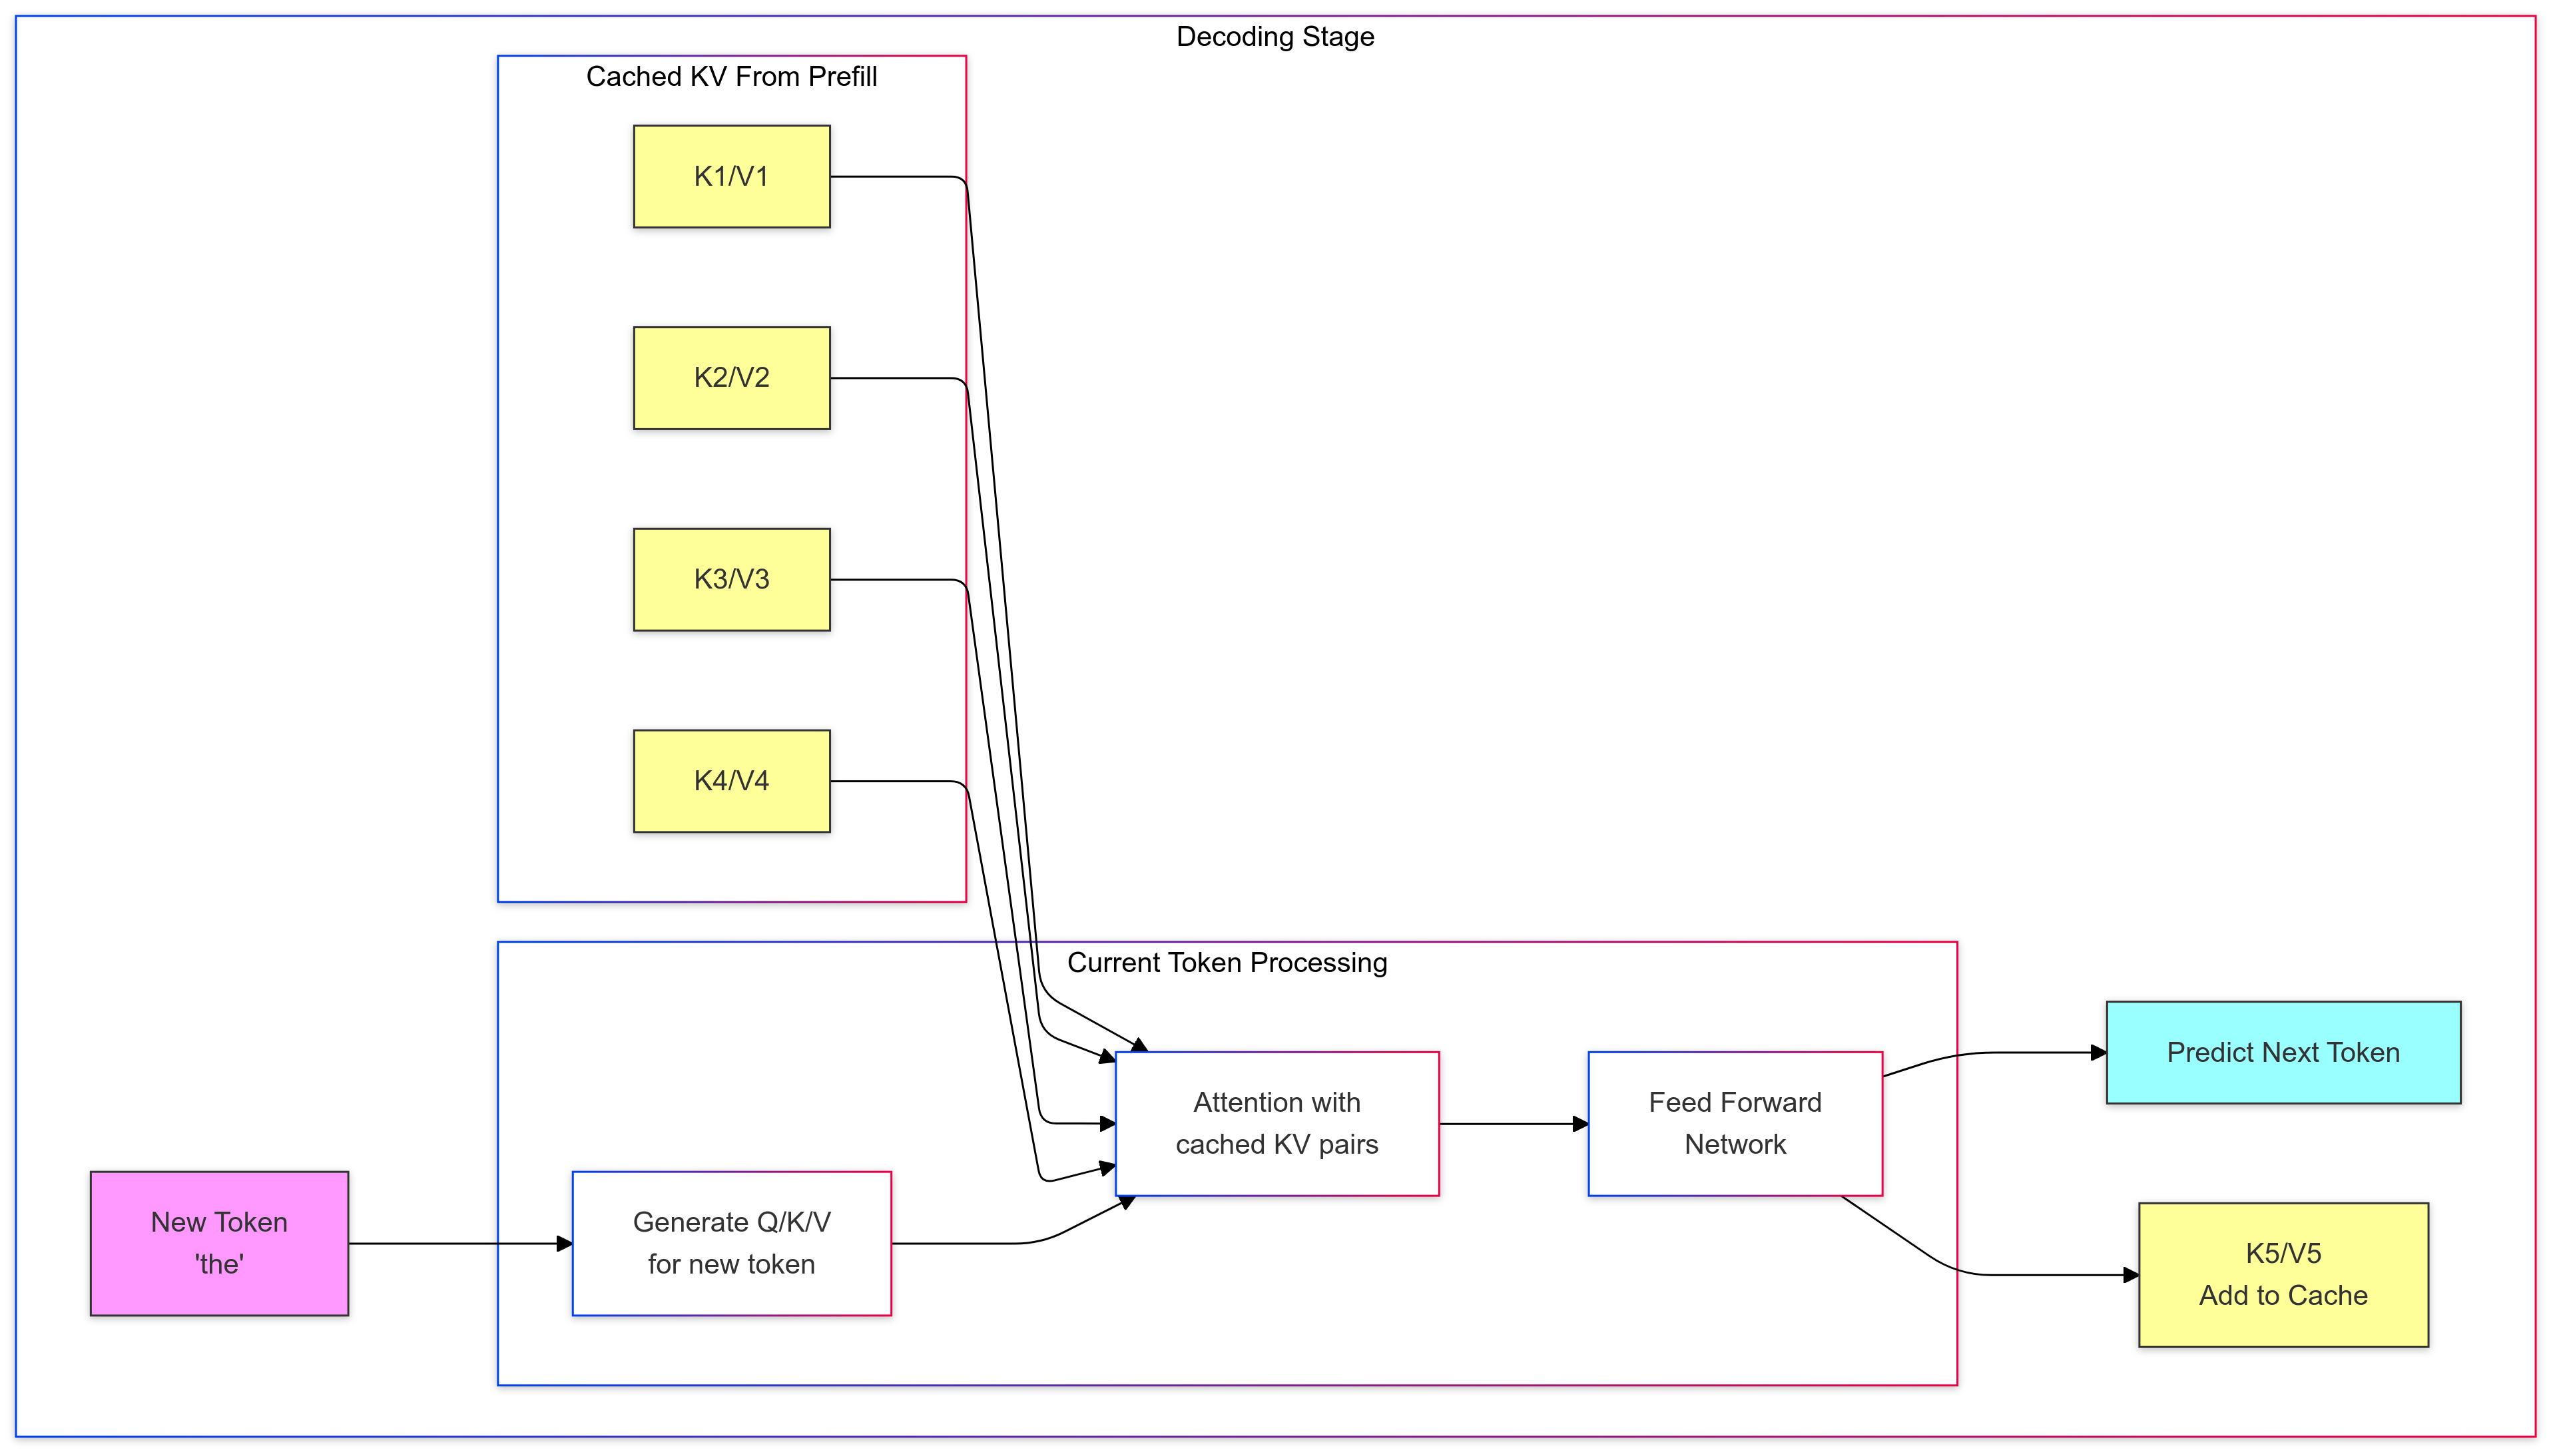 Decoding Stage
Cached KV From Prefill
K1/V1
K2/V2
K3/V3
K4/V4
Current Token Processing
New Token
'the'
Generate Q/K/V
for new token
Attention with
cached KV pairs
Feed Forward
Network
Predict Next Token
K5/V5
Add to Cache